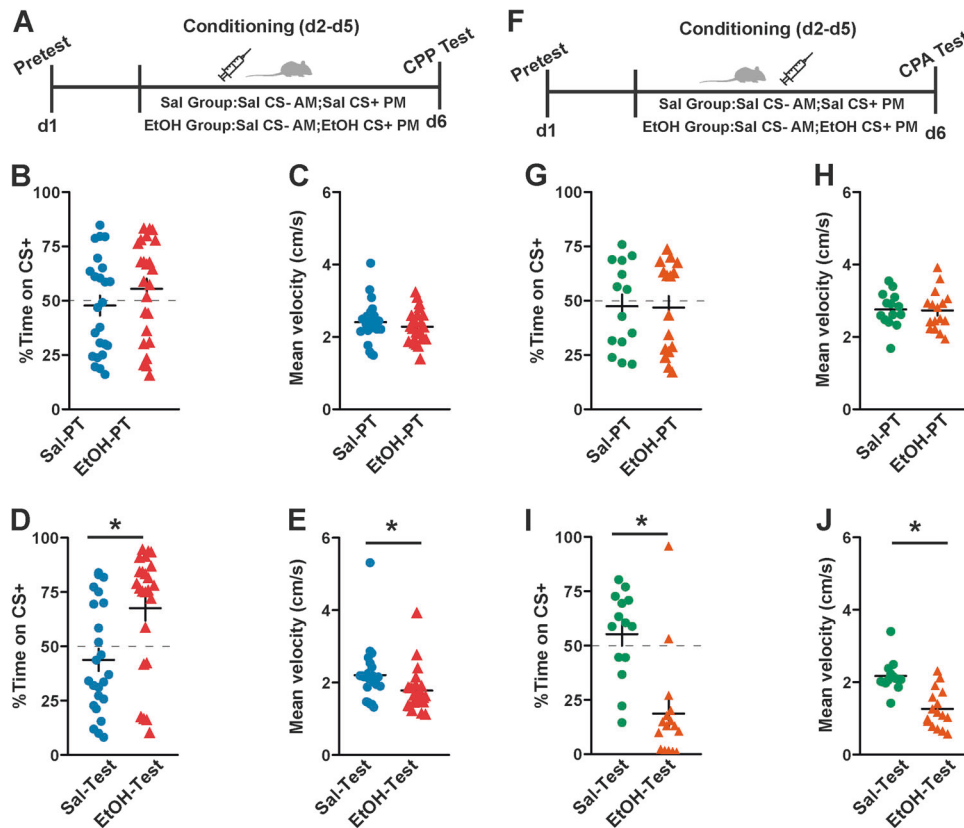 A
Conditioning (d2-d5)
Pretest
CPP Test
d1
Sal Group:Sal CS- AM;Sal CS+ PM
EtOH Group:Sal CS- AM;EtOH CS+ PM
d6
F
Conditioning (d2-d5)
Pretest
CPA Test
d1
Sal Group:Sal CS- AM;Sal CS+ PM
EtOH Group:Sal CS- AM;EtOH CS+ PM
d6
B
%Time on CS+
100
75
50
25
0
Sal-PT
EtOH-PT
C
Mean velocity (cm/s)
6
4
2
0
Sal-PT
EtOH-PT
G
%Time on CS+
100
75
50
25
0
Sal-PT
EtOH-PT
H
Mean velocity (cm/s)
6
4
2
0
Sal-PT
EtOH-PT
D
%Time on CS+
100
75
50
25
0
*
Sal-Test
EtOH-Test
E
Mean velocity (cm/s)
6
4
2
0
*
Sal-Test
EtOH-Test
I
%Time on CS+
100
75
50
25
0
*
Sal-Test
EtOH-Test
J
Mean velocity (cm/s)
6
4
2
0
*
Sal-Test
EtOH-Test